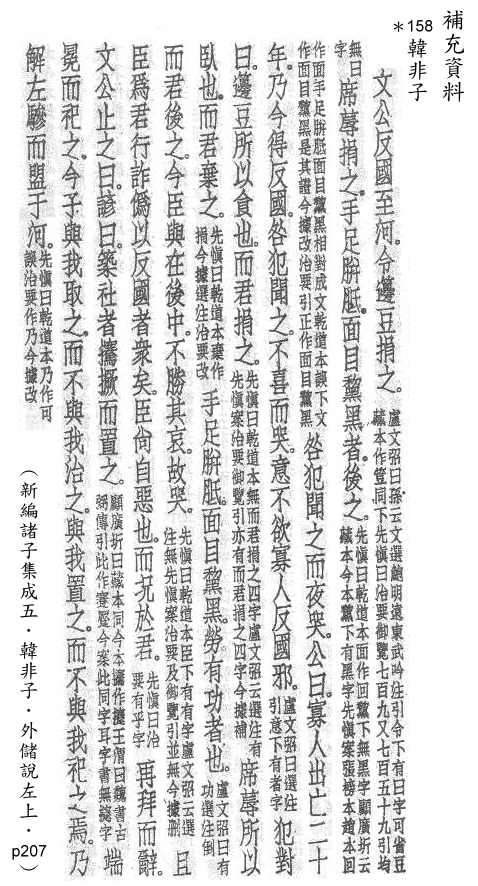 補充資料
*158 韓非子
文公反國至河。令籩豆捐之。
盧文弨曰孫云文選鮑明遠東武吟注引令下有曰字可省豆
藏本作同下先愼曰治要御覽七百九又七百五十九引均
無曰
字
席蓐捐之。手足胼胝。面目黧黑者。後之。
先愼曰乾道本面作回黧下無黑字顧廣圻云
藏本今本黧下有黑字先愼案張榜本趙本回
作面手足胼胝面目黧黑相對成文乾道本誤下文
作面目黧黑是其證今據改治要引正作面目黧黑
咎犯聞之而夜哭。公曰。寡人出亡二十
年。乃今得反國。咎犯聞之。不喜而哭。意不欲寡人反國邪。
盧文弨曰選注
引意下有者字
犯對
曰。籩豆所以食也。而君捐之。
先愼曰乾道本無而君捐之四字盧文弨云選注有
先愼案治要御覽引亦有而君捐之四字今據補
席蓐所以
臥也。而君棄之。
先愼曰乾道本棄作
捐今據選注治要改
手足胼胝。面目黧黑。勞有功者也。
盧文弨曰有
功選注倒
而君後之。今臣與在後中。不勝其哀。故哭。
先愼曰乾道本臣下有有字盧文弨云選
注無先愼案治要及御覽引並無今據刪
且
臣爲君行詐僞以反國者衆矣。臣尙自惡也。而況於君。
先愼曰治
要有乎字
再拜而辭。
文公止之曰。諺曰。築社者。攐撅而置之。
顧廣圻曰藏本同今本攐作王渭曰魏書古
弼傳引此作蹇蹷今案此同字耳字書無字
端
冕而祀之。今子與我取之。而不與我治之。與我置之。而不與我祀之焉。乃
解左驂而盟于河。
先愼曰乾道本乃作可
誤治要作乃今據改
（新編諸子集成五．韓非子．外儲說左上．p207）